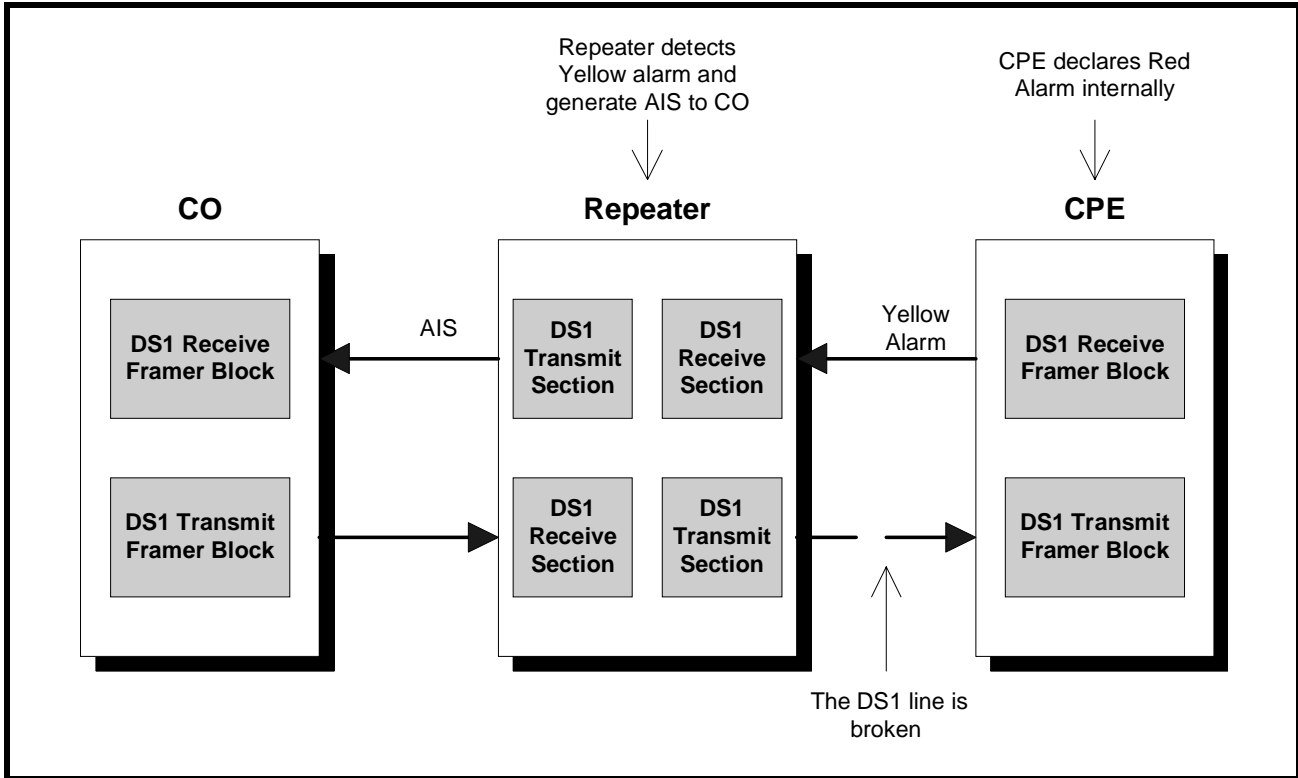 Repeater detects
Yellow alarm and
generate AIS to CO
CPE declares Red
Alarm internally
CO
Repeater
CPE
DS1 Receive
Framer Block
AIS
DS1
Transmit
Section
DS1
Receive
Section
Yellow
Alarm
DS1 Receive
Framer Block
DS1 Transmit
Framer Block
DS1
Receive
Section
DS1
Transmit
Section
DS1 Transmit
Framer Block
The DS1 line is
broken